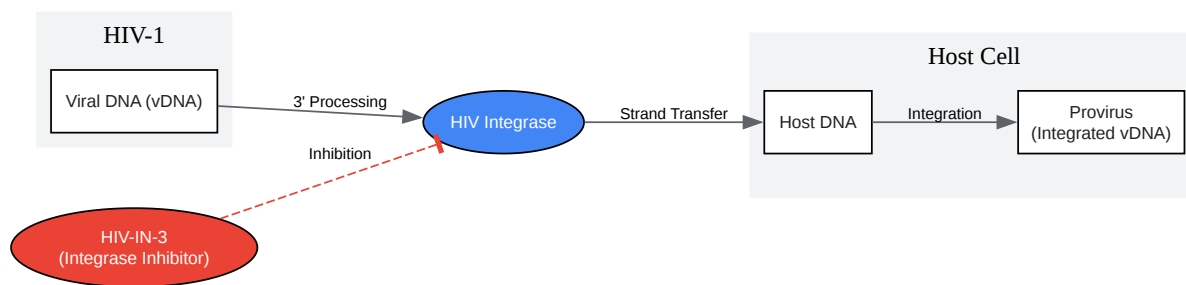 HIV-1
Viral DNA (vDNA)
3' Processing
HIV Integrase
Inhibition
HIV-IN-3
(Integrase Inhibitor)
Strand Transfer
Host Cell
Host DNA
Integration
Provirus
(Integrated vDNA)